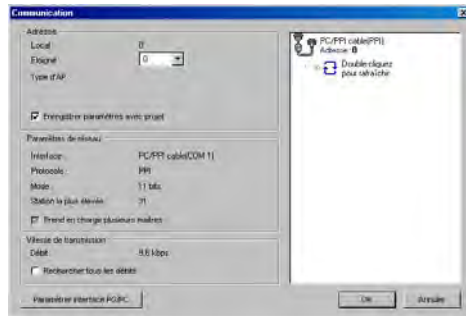 Communication
Adresse
Local : 0
Eloigné : 0
Type d'AP :
Enregistrer paramètres avec projet
Paramètres de réseau
Interface : PC/PPI cable(COM 1)
Protocole : PPI
Mode : 11 bits
Station la plus élevée : 31
Prend en charge plusieurs maîtres
Vitesse de transmission
Débit 9,6 kbps
Rechercher tous les débits
Paramétrer interface PG/PC
PC/PPI cable(PPI)
Adresse: 0
Double-cliquez
pour rafraîchir
OK
Annuler